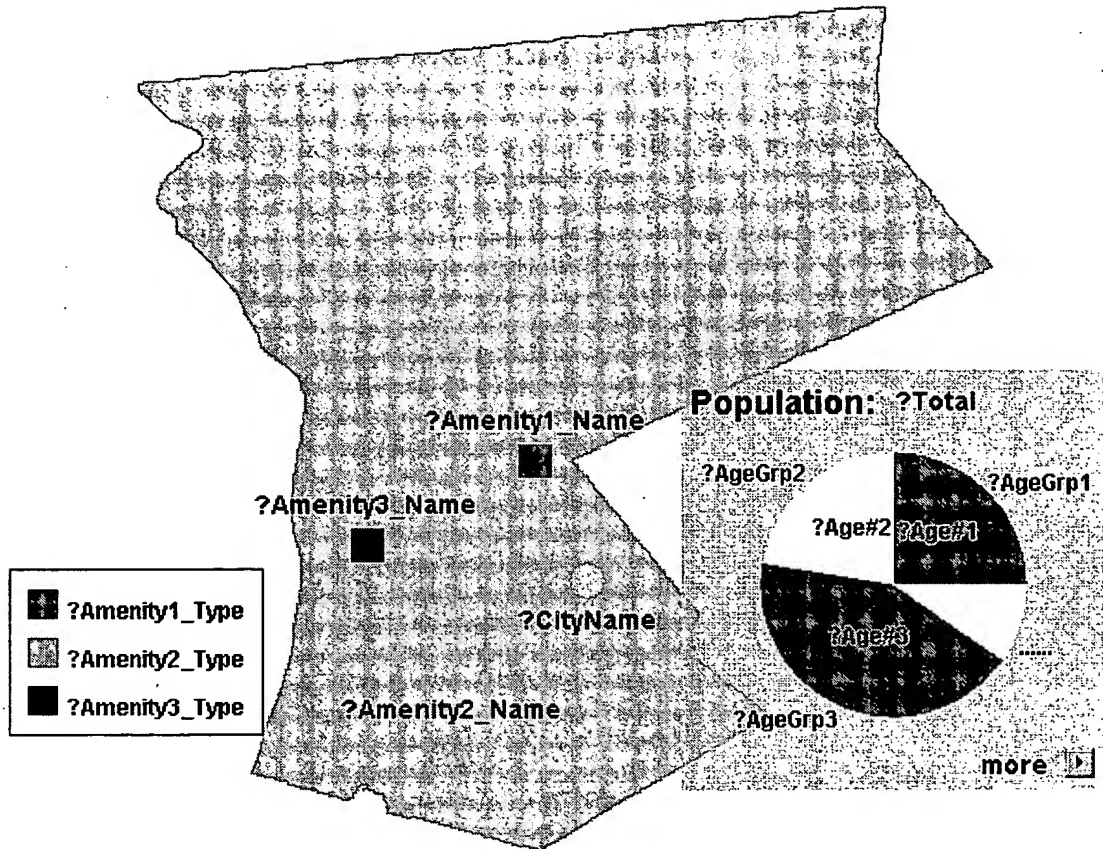 Population: ?Total
?Amenity1_Name
?AgeGrp2
?AgeGrp1
?Amenity3_Name
?Age#2
?Age#1
?Amenity1_Type
?CityName
?Age#3
......
?Amenity2_Type
?Amenity3_Type
?Amenity2_Name
?AgeGrp3
more